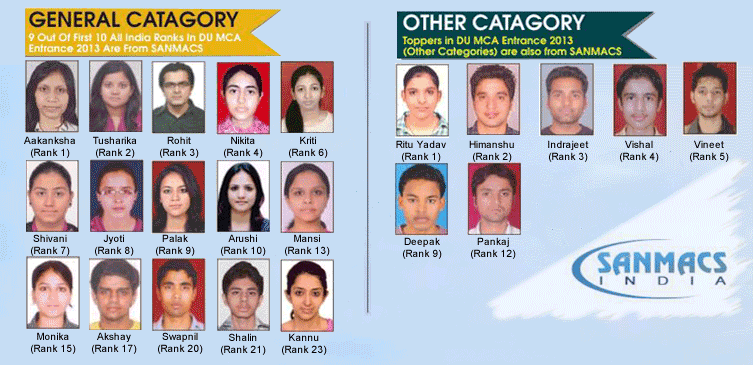 GENERAL CATAGORY
9 Out Of First 10 All India Ranks In DU MCA
Entrance 2013 Are From SANMACS
Aakanksha
(Rank 1)
Tusharika
(Rank 2)
Rohit
(Rank 3)
Nikita
(Rank 4)
Kriti
(Rank 6)
Shivani
(Rank 7)
Jyoti
(Rank 8)
Palak
(Rank 9)
Arushi
(Rank 10)
Mansi
(Rank 13)
Monika
(Rank 15)
Akshay
(Rank 17)
Swapnil
(Rank 20)
Shalin
(Rank 21)
Kannu
(Rank 23)
OTHER CATAGORY
Toppers in DU MCA Entrance 2013
(Other Categories) are also from SANMACS
Ritu Yadav
(Rank 1)
Himanshu
(Rank 2)
Indrajeet
(Rank 3)
Vishal
(Rank 4)
Vineet
(Rank 5)
Deepak
(Rank 9)
Pankaj
(Rank 12)
SANMACS
INDIA